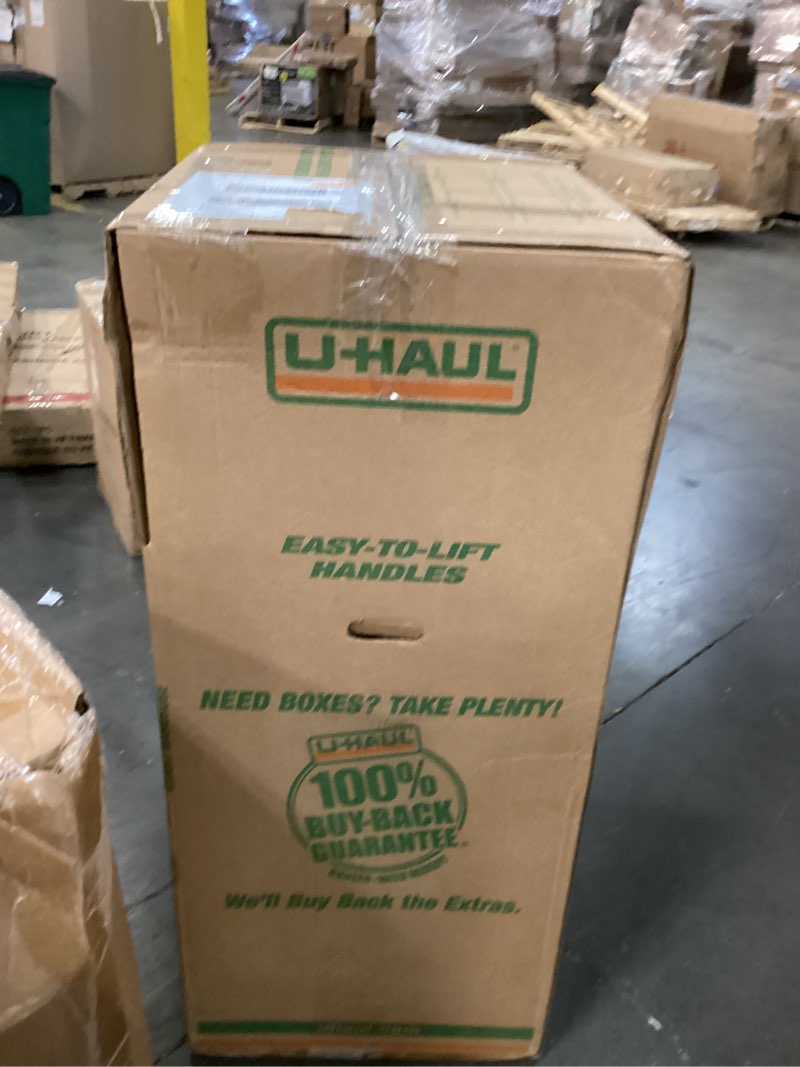 U-HAUL
EASY-TO-LIFT
HANDLES
NEED BOXES? TAKE PLENTY!
U-HAUL
100%
BUY-BACK
GUARANTEE
We'll Buy Back the Extras.